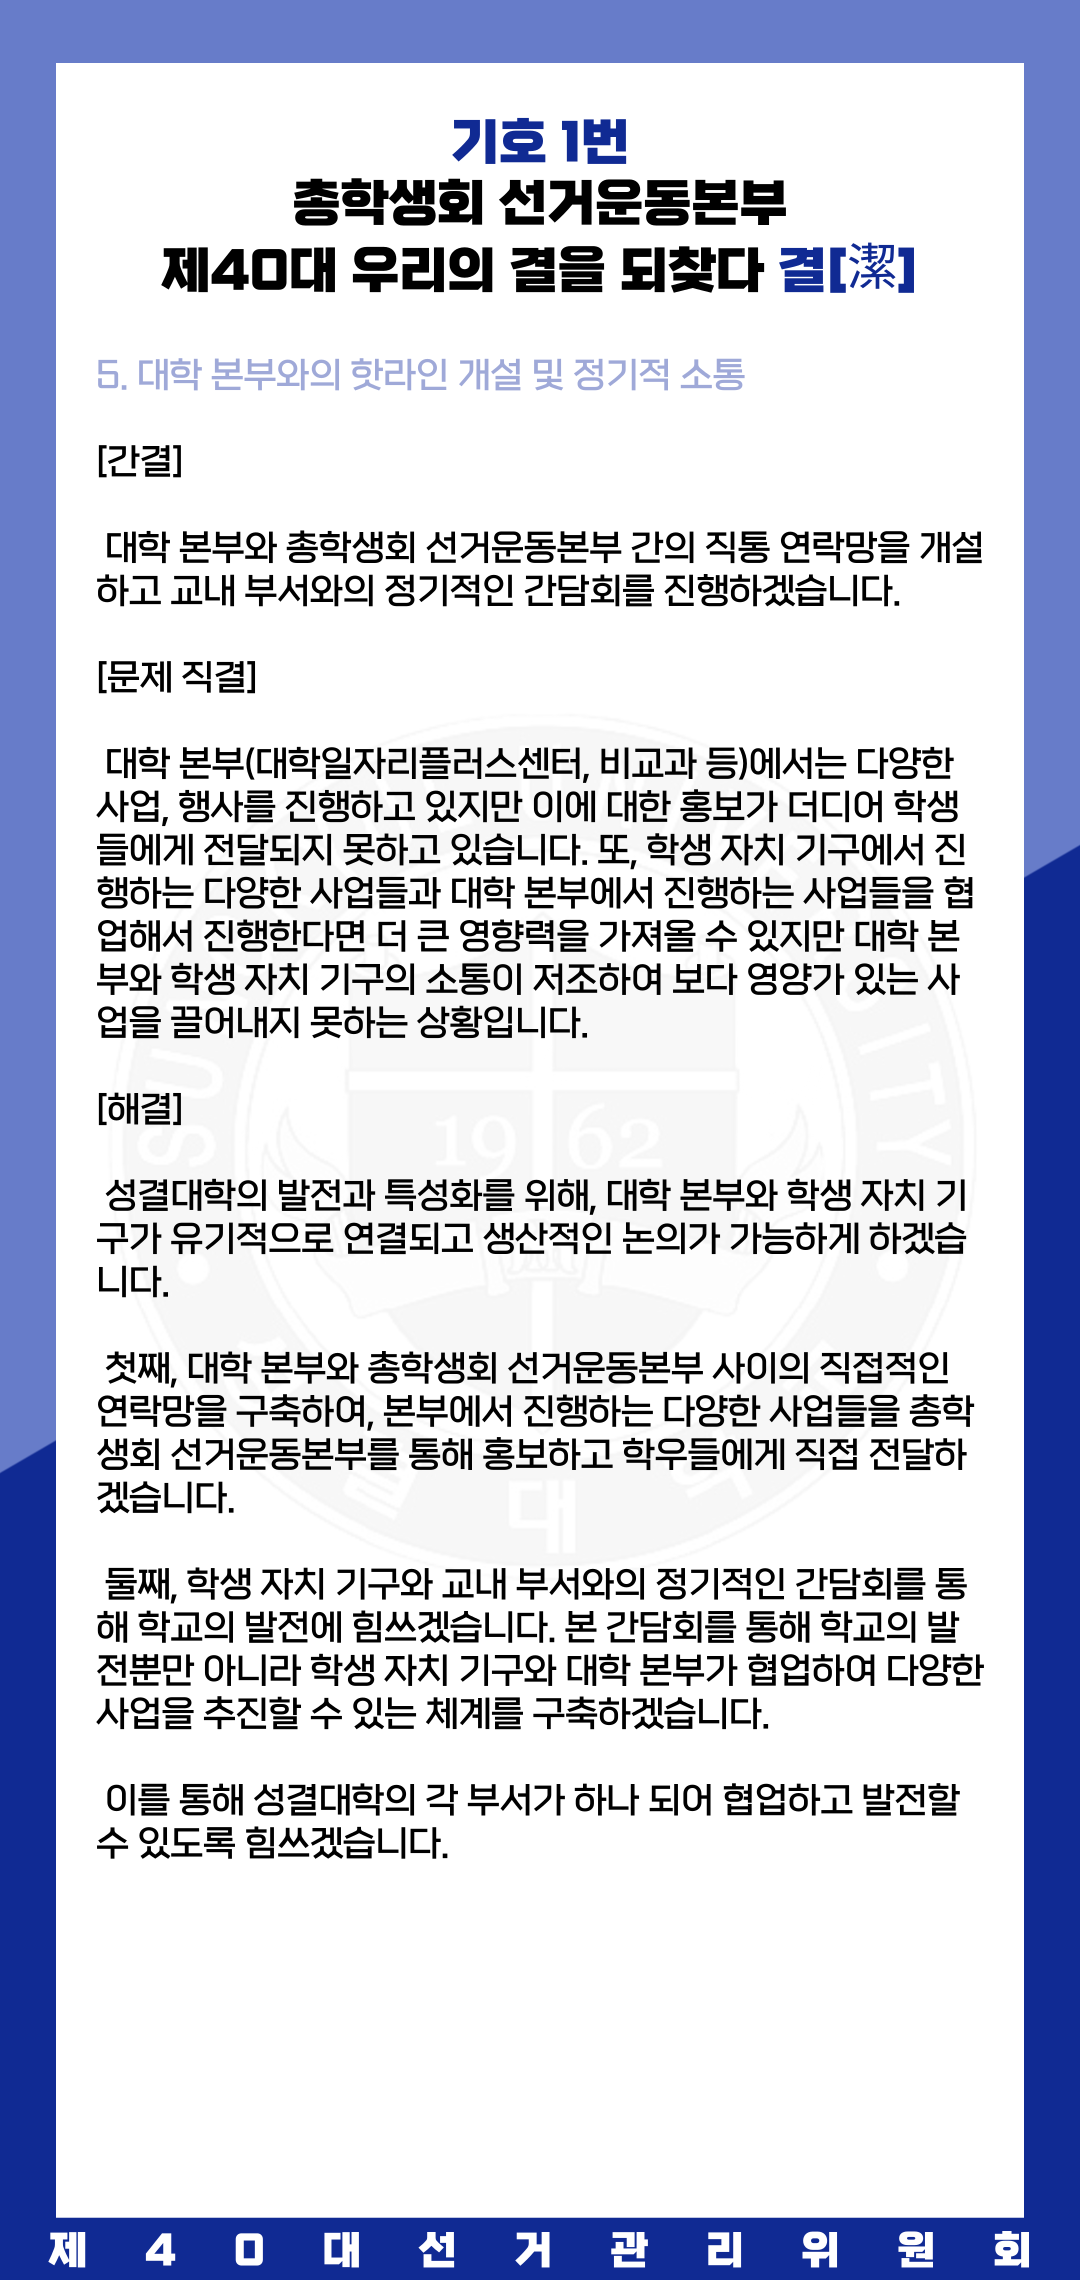 기호 1번
총학생회 선거운동본부
제40대 우리의 결을 되찾다 결[潔]
5. 대학 본부와의 핫라인 개설 및 정기적 소통
[간결]
대학 본부와 총학생회 선거운동본부 간의 직통 연락망을 개설
하고 교내 부서와의 정기적인 간담회를 진행하겠습니다.
[문제 직결]
대학 본부(대학일자리플러스센터, 비교과 등)에서는 다양한
사업, 행사를 진행하고 있지만 이에 대한 홍보가 더디어 학생
들에게 전달되지 못하고 있습니다. 또, 학생 자치 기구에서 진
행하는 다양한 사업들과 대학 본부에서 진행하는 사업들을 협
업해서 진행한다면 더 큰 영향력을 가져올 수 있지만 대학 본
부와 학생 자치 기구의 소통이 저조하여 보다 영양가 있는 사
업을 끌어내지 못하는 상황입니다.
1962
[해결]
성결대학의 발전과 특성화를 위해, 대학 본부와 학생 자치 기
구가 유기적으로 연결되고 생산적인 논의가 가능하게 하겠습
니다.
첫째, 대학 본부와 총학생회 선거운동본부 사이의 직접적인
연락망을 구축하여, 본부에서 진행하는 다양한 사업들을 총학
생회 선거운동본부를 통해 홍보하고 학우들에게 직접 전달하
겠습니다.
둘째, 학생 자치 기구와 교내 부서와의 정기적인 간담회를 통
해 학교의 발전에 힘쓰겠습니다. 본 간담회를 통해 학교의 발
전뿐만 아니라 학생 자치 기구와 대학 본부가 협업하여 다양한
사업을 추진할 수 있는 체계를 구축하겠습니다.
이를 통해 성결대학의 각 부서가 하나 되어 협업하고 발전할
수 있도록 힘쓰겠습니다.
제40대선거관리위원회